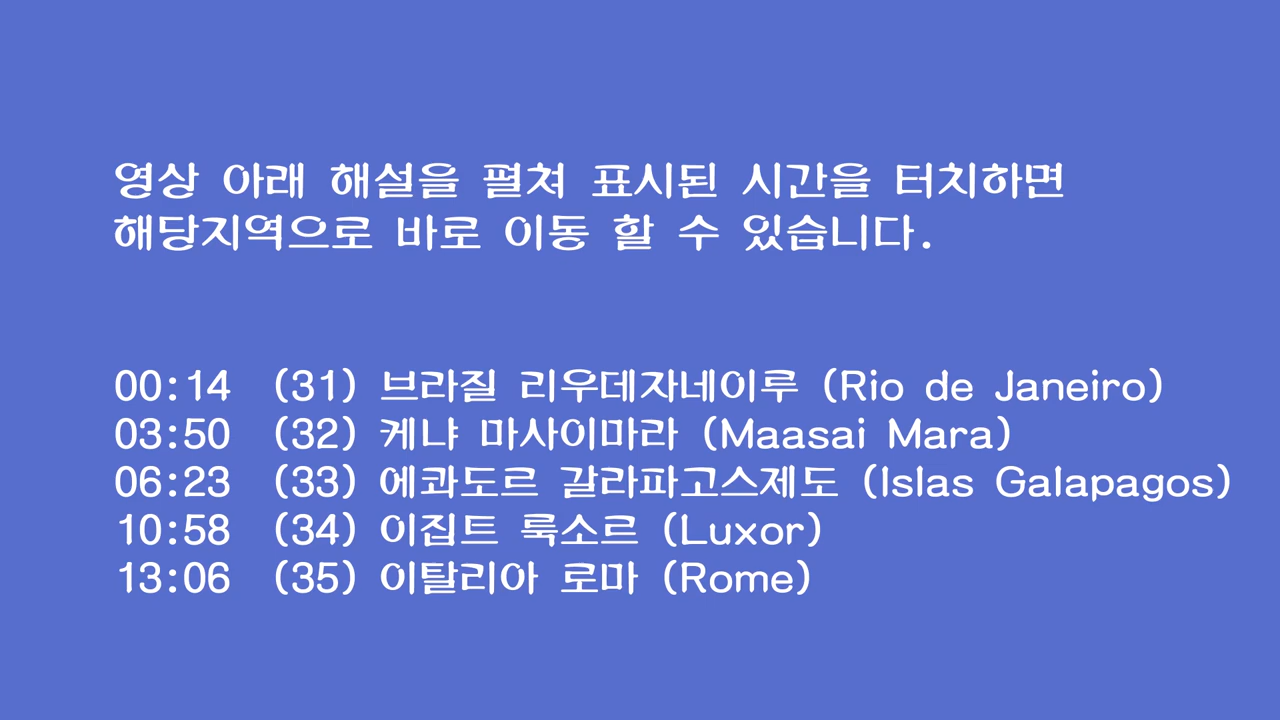 영상 아래 해설을 펼쳐 표시된 시간을 터치하면
해당지역으로 바로 이동 할 수 있습니다.
00:14 (31) 브라질 리우데자네이루 (Rio de Janeiro)
03:50 (32) 케냐 마사이마라 (Maasai Mara)
06:23 (33) 에콰도르 갈라파고스제도 (Islas Galapagos)
10:58 (34) 이집트 룩소르 (Luxor)
13:06 (35) 이탈리아 로마 (Rome)